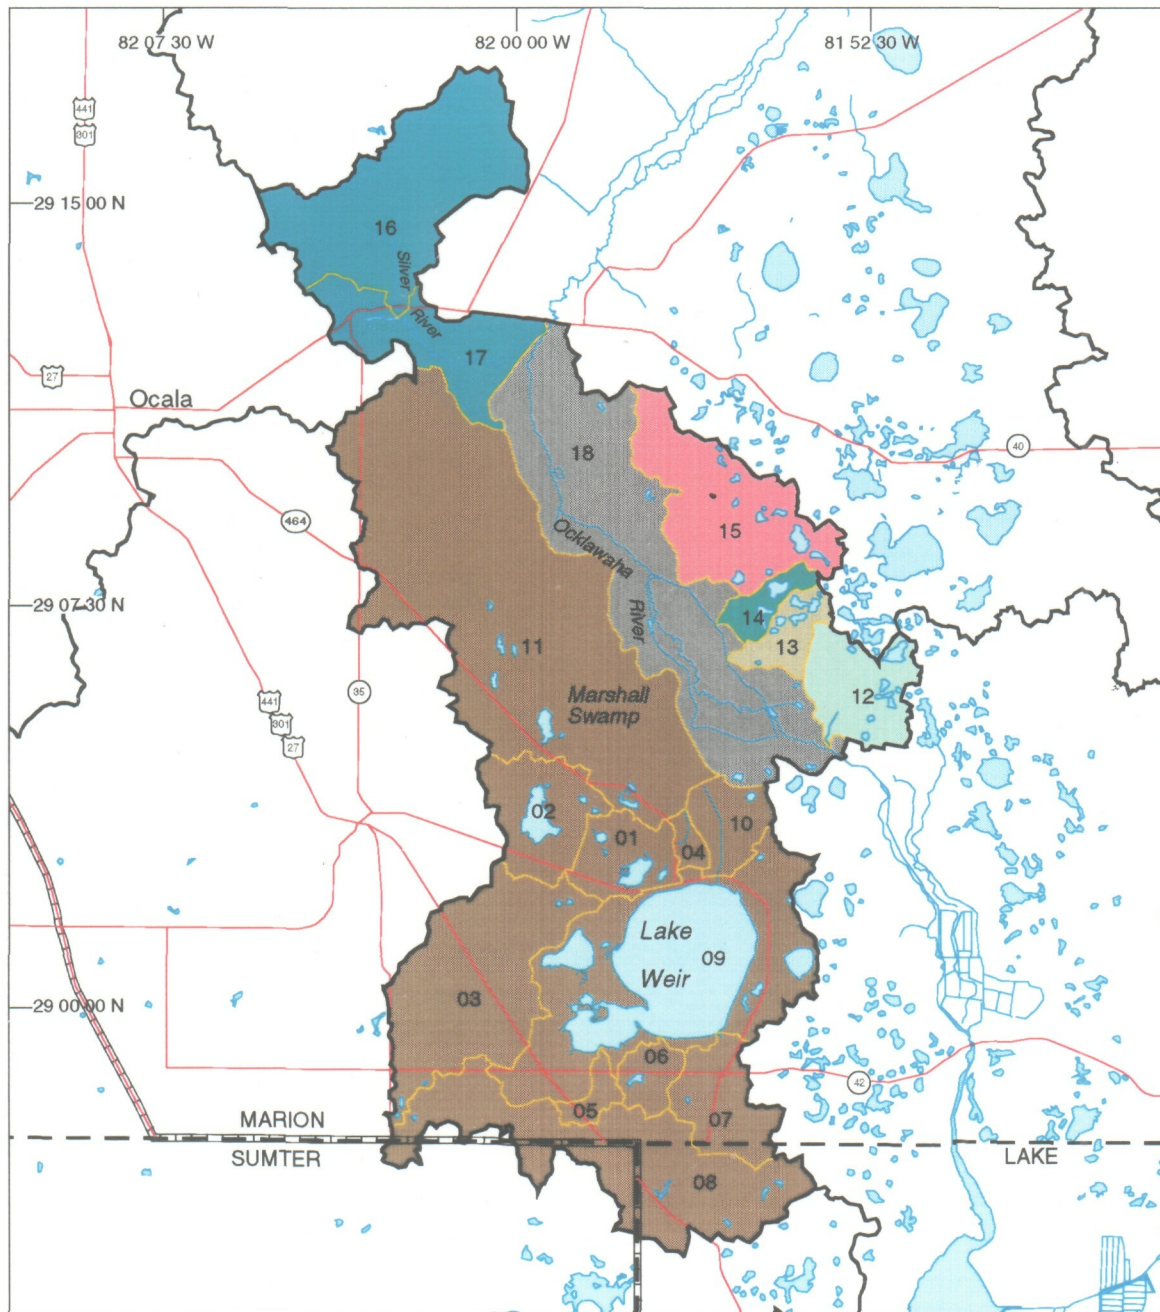 82 07 30 W
82 00 00 W
81 52 30 W
441
301
29 15 00 N
16
Silver
River
17
27
Ocala
18
40
464
15
Ocklawaha
River
29 07 30 N
14
13
11
12
35
Marshall
Swamp
441
301
27
02
01
04
10
Lake
Weir
09
03
29 00 00 N
06
42
05
07
MARION
SUMTER
LAKE
08